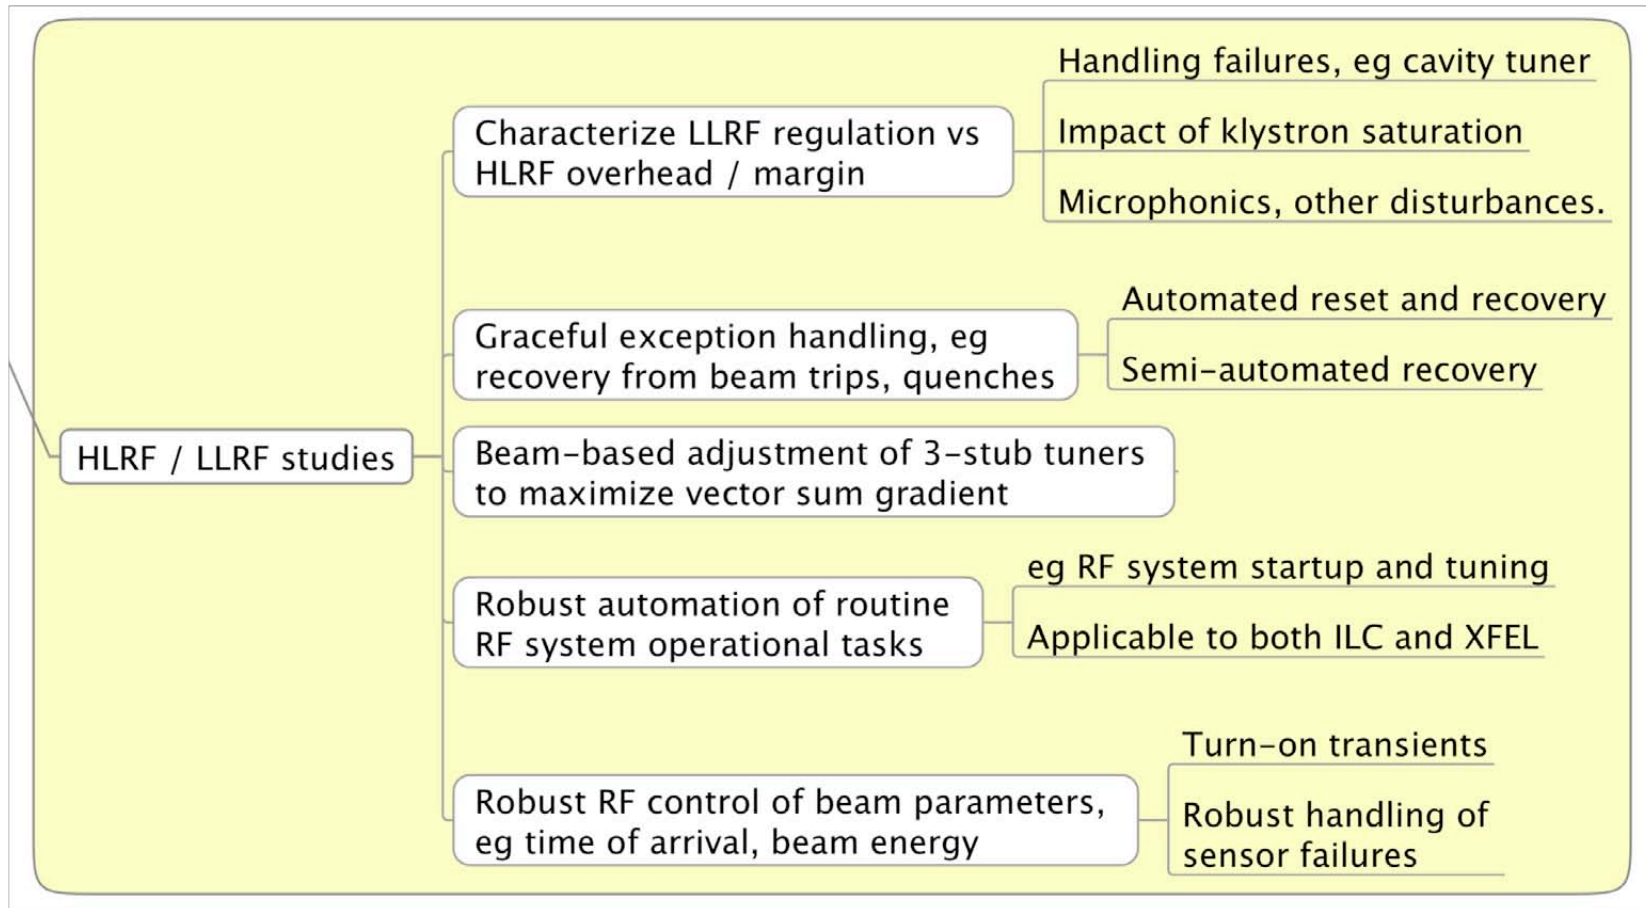 HLRF / LLRF studies
Characterize LLRF regulation vs
HLRF overhead / margin
Handling failures, eg cavity tuner
Impact of klystron saturation
Microphonics, other disturbances.
Graceful exception handling, eg
recovery from beam trips, quenches
Automated reset and recovery
Semi-automated recovery
Beam-based adjustment of 3-stub tuners
to maximize vector sum gradient
Robust automation of routine
RF system operational tasks
eg RF system startup and tuning
Applicable to both ILC and XFEL
Robust RF control of beam parameters,
eg time of arrival, beam energy
Turn-on transients
Robust handling of
sensor failures